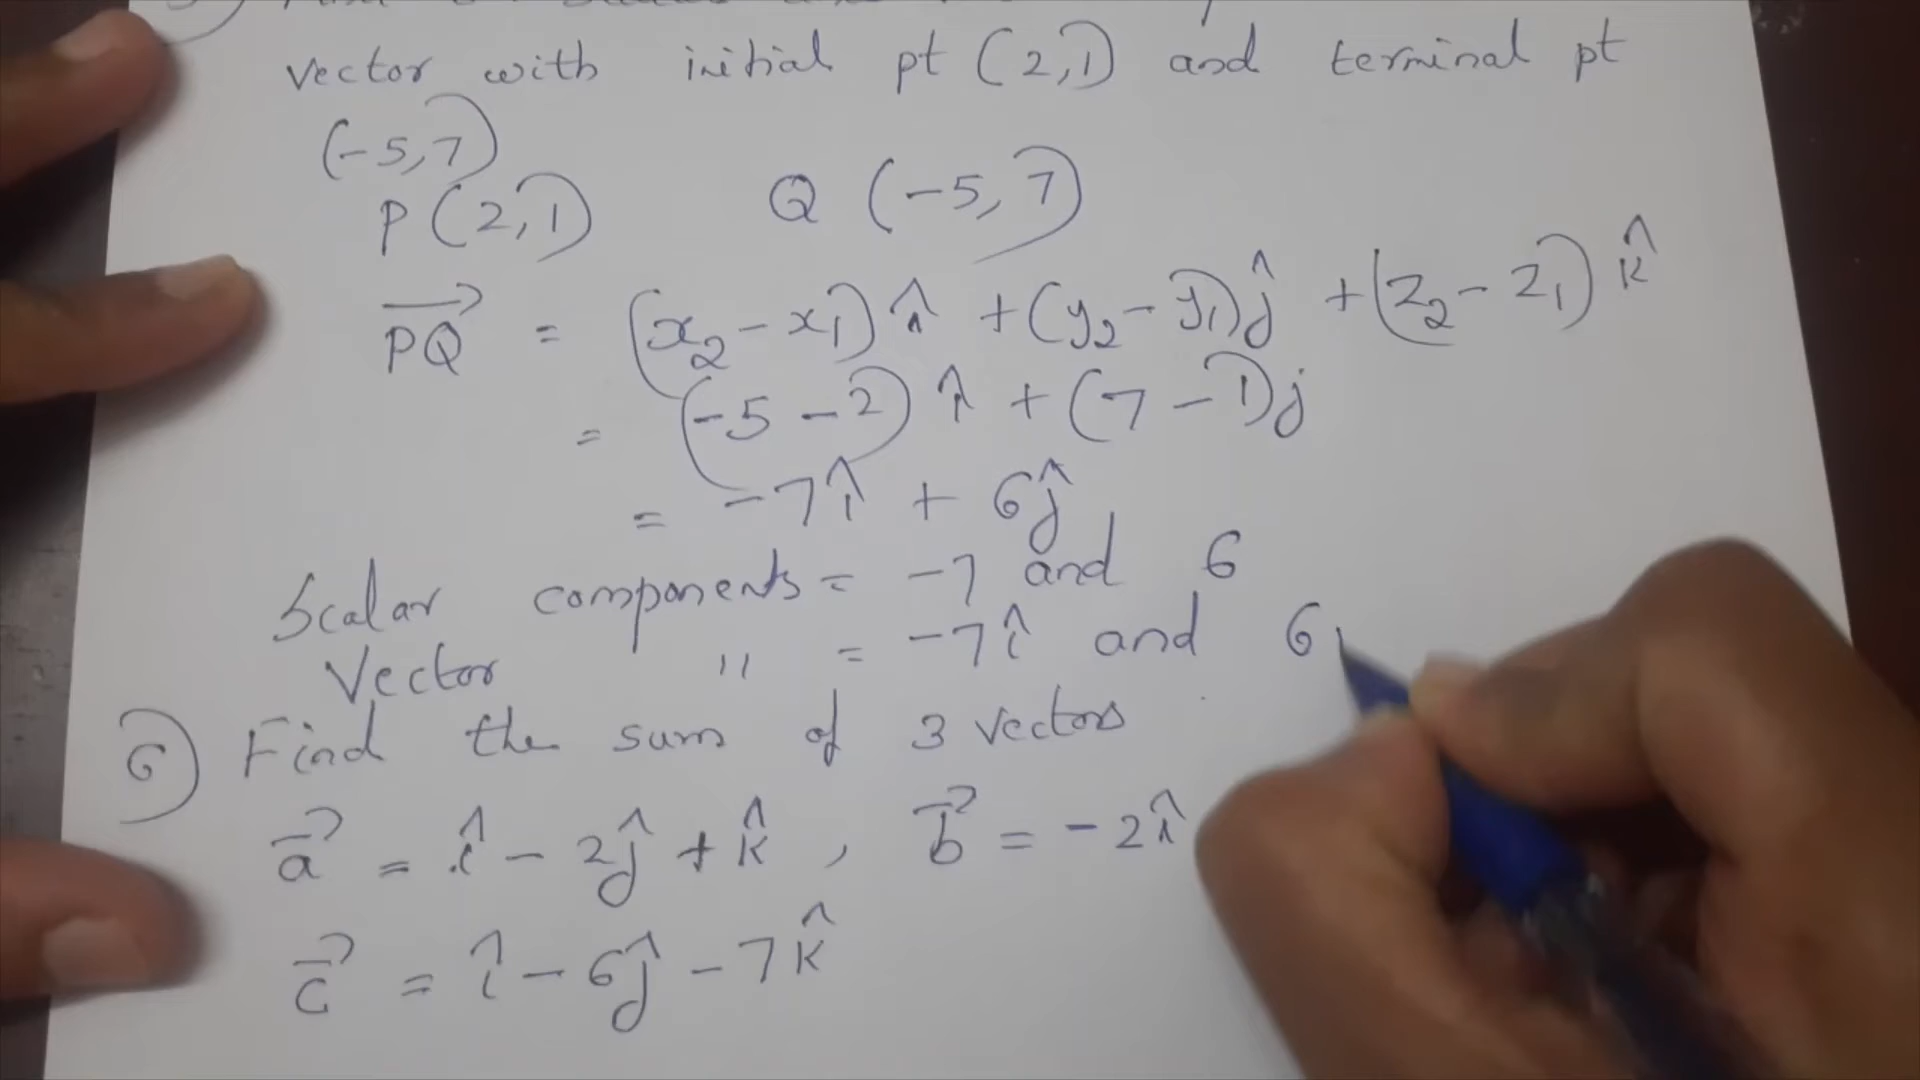 vector with initial pt (2,1) and terminal pt
(-5,7)
P(2,1) Q (-5,7)
\overrightarrow{PQ} = (x₂ - x₁) î + (y₂ - y₁) ĵ + (z₂ - z₁) k̂
= (-5 - 2) î + (7 - 1) j
= -7î + 6ĵ
Scalar components = -7 and 6
Vector " = -7î and 6
⑥ Find the sum of 3 vectors
a⃗ = î - 2ĵ + k̂, b⃗ = -2î
c⃗ = î - 6ĵ - 7k̂